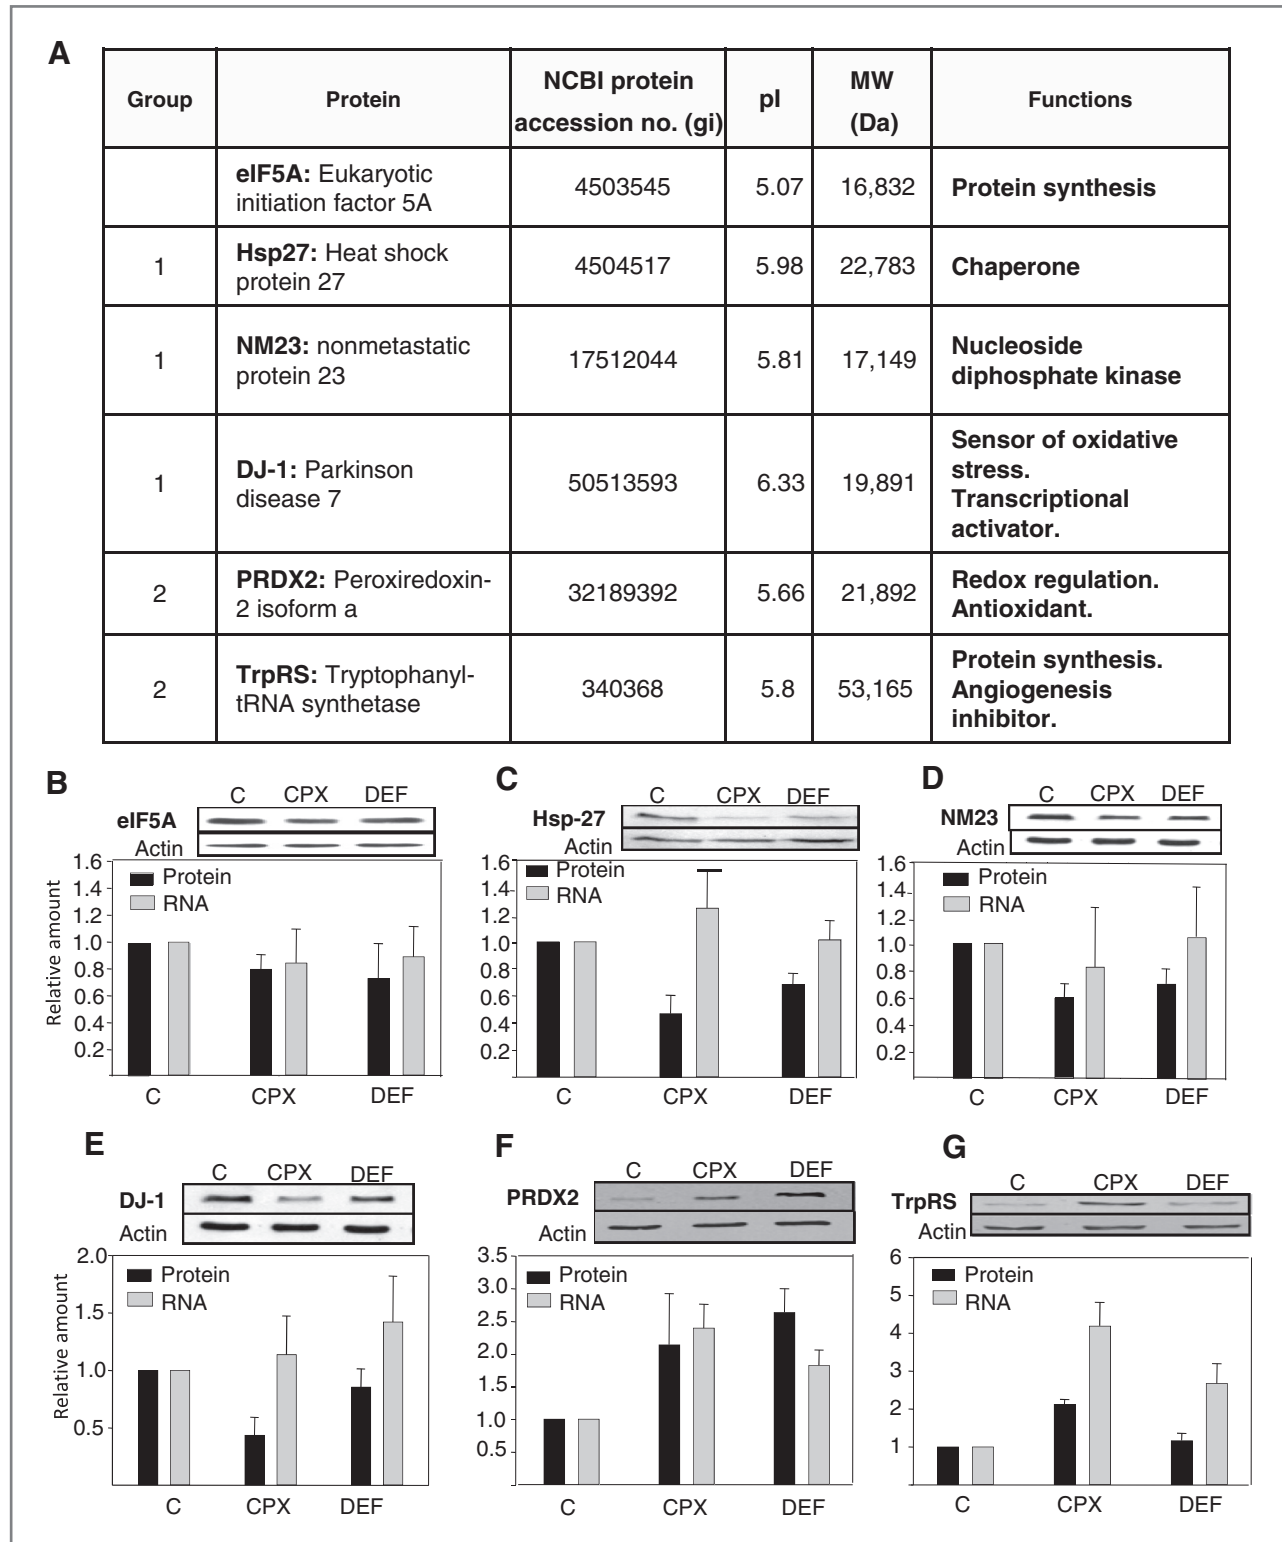 A
Group
Protein
NCBI protein
accession no. (gi)
pI
MW
(Da)
Functions
eIF5A: Eukaryotic
initiation factor 5A
4503545
5.07
16,832
Protein synthesis
1
Hsp27: Heat shock
protein 27
4504517
5.98
22,783
Chaperone
1
NM23: nonmetastatic
protein 23
17512044
5.81
17,149
Nucleoside
diphosphate kinase
1
DJ-1: Parkinson
disease 7
50513593
6.33
19,891
Sensor of oxidative
stress.
Transcriptional
activator.
2
PRDX2: Peroxiredoxin-
2 isoform a
32189392
5.66
21,892
Redox regulation.
Antioxidant.
2
TrpRS: Tryptophanyl-
tRNA synthetase
340368
5.8
53,165
Protein synthesis.
Angiogenesis
inhibitor.
B
C CPX DEF
eIF5A
Actin
Protein
RNA
Relative amount
1.6
1.4
1.2
1.0
0.8
0.6
0.4
0.2
C CPX DEF
C
C CPX DEF
Hsp-27
Actin
Protein
RNA
1.6
1.4
1.2
1.0
0.8
0.6
0.4
0.2
C CPX DEF
D
C CPX DEF
NM23
Actin
Protein
RNA
1.6
1.4
1.2
1.0
0.8
0.6
0.4
0.2
C CPX DEF
E
C CPX DEF
DJ-1
Actin
Protein
RNA
Relative amount
2.0
1.5
1.0
0.5
C CPX DEF
F
C CPX DEF
PRDX2
Actin
Protein
RNA
3.5
3.0
2.5
2.0
1.5
1.0
0.5
C CPX DEF
G
C CPX DEF
TrpRS
Actin
Protein
RNA
6
5
4
3
2
1
C CPX DEF